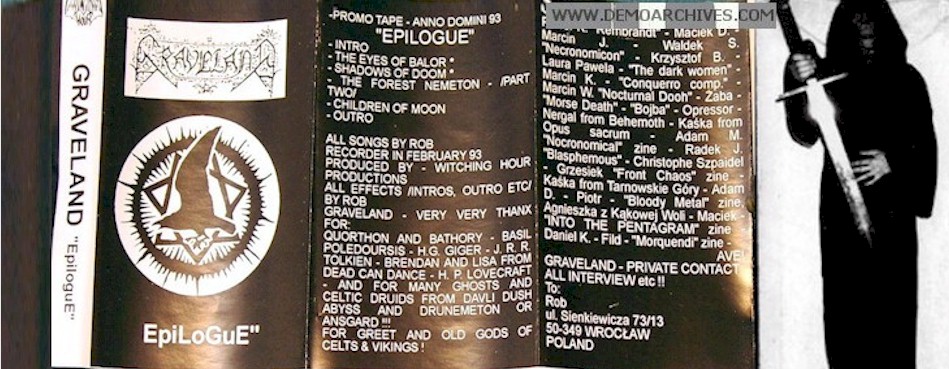 GRAVELAND "EpiloguE"
GRAVELAND
EpiLoGuE"
-PROMO TAPE - ANNO DOMINI 93
"EPILOGUE"
- INTRO
- THE EYES OF BALOR *
- SHADOWS OF DOOM *
- THE FOREST NEMETON - /PART
TWO/
- CHILDREN OF MOON
- OUTRO
ALL SONGS BY ROB
RECORDER IN FEBRUARY 93
PRODUCED BY - WITCHING HOUR
PRODUCTIONS
ALL EFFECTS /INTROS, OUTRO ETC/
BY ROB
GRAVELAND - VERY VERY THANX
FOR:
QUORTHON AND BATHORY - BASIL
POLEDOURSIS - H.G. GIGER - J. R. R.
TOLKIEN - BRENDAN AND LISA FROM
DEAD CAN DANCE - H. P. LOVECRAFT
- AND FOR MANY GHOSTS AND
CELTIC DRUIDS FROM DAVLI DUSH
ABYSS AND DRUNEMETON OR
ANSGARD !!!
FOR GREET AND OLD GODS OF
CELTS & VIKINGS !
WWW.DEMOARCHIVES.COM
Rembrandt" - Maciek D. -
Marcin J. - Waldek S.
"Necronomicon" - Krzysztof B. -
Laura Pawela - "The dark women" -
Marcin K. - "Conquerro comp." -
Marcin W. "Nocturnal Dooh" - Zaba -
"Morse Death" - "Bojba" - Opressor -
Nergal from Behemoth - Kaśka from
Opus sacrum - Adam M.
"Nocronomical" zine - Radek J.
"Blasphemous" - Christophe Szpaidel
- Grzesiek "Front Chaos" zine -
Kaśka from Tarnowskie Góry - Adam
D. - Piotr - "Bloody Metal" zine,
Agnieszka z Kąkowej Woli - Maciek -
"INTO THE PENTAGRAM" zine -
Daniel K. - Fild - "Morquendi" zine -
AVE!
GRAVELAND - PRIVATE CONTACT
ALL INTERVIEW etc !!
To:
Rob
ul. Sienkiewicza 73/13
50-349 WROCŁAW
POLAND